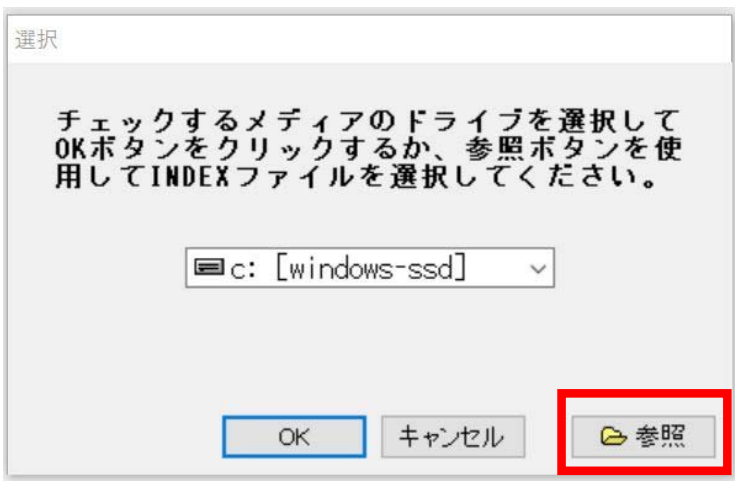 選択
チェックするメディアのドライブを選択して
OKボタンをクリックするか、参照ボタンを使
用してINDEXファイルを選択してください。
c: [windows-ssd]
OK キャンセル 参照